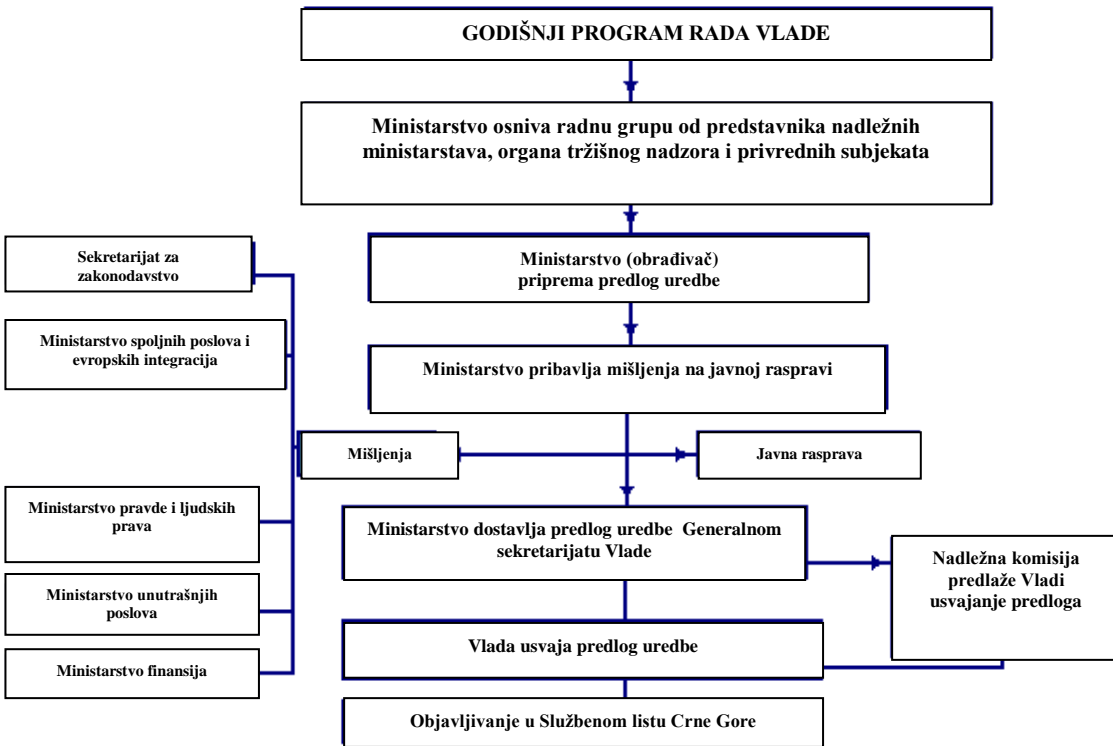 GODIŠNJI PROGRAM RADA VLADE
Ministarstvo osniva radnu grupu od predstavnika nadležnih
ministarstava, organa tržišnog nadzora i privrednih subjekata
Ministarstvo (obrađivač)
priprema predlog uredbe
Sekretarijat za
zakonodavstvo
Ministarstvo spoljnih poslova i
evropskih integracija
Ministarstvo pribavlja mišljenja na javnoj raspravi
Mišljenja
Javna rasprava
Ministarstvo pravde i ljudskih
prava
Ministarstvo dostavlja predlog uredbe Generalnom
sekretarijatu Vlade
Nadležna komisija
predlaže Vladi
usvajanje predloga
Ministarstvo unutrašnjih
poslova
Vlada usvaja predlog uredbe
Ministarstvo finansija
Objavljivanje u Službenom listu Crne Gore